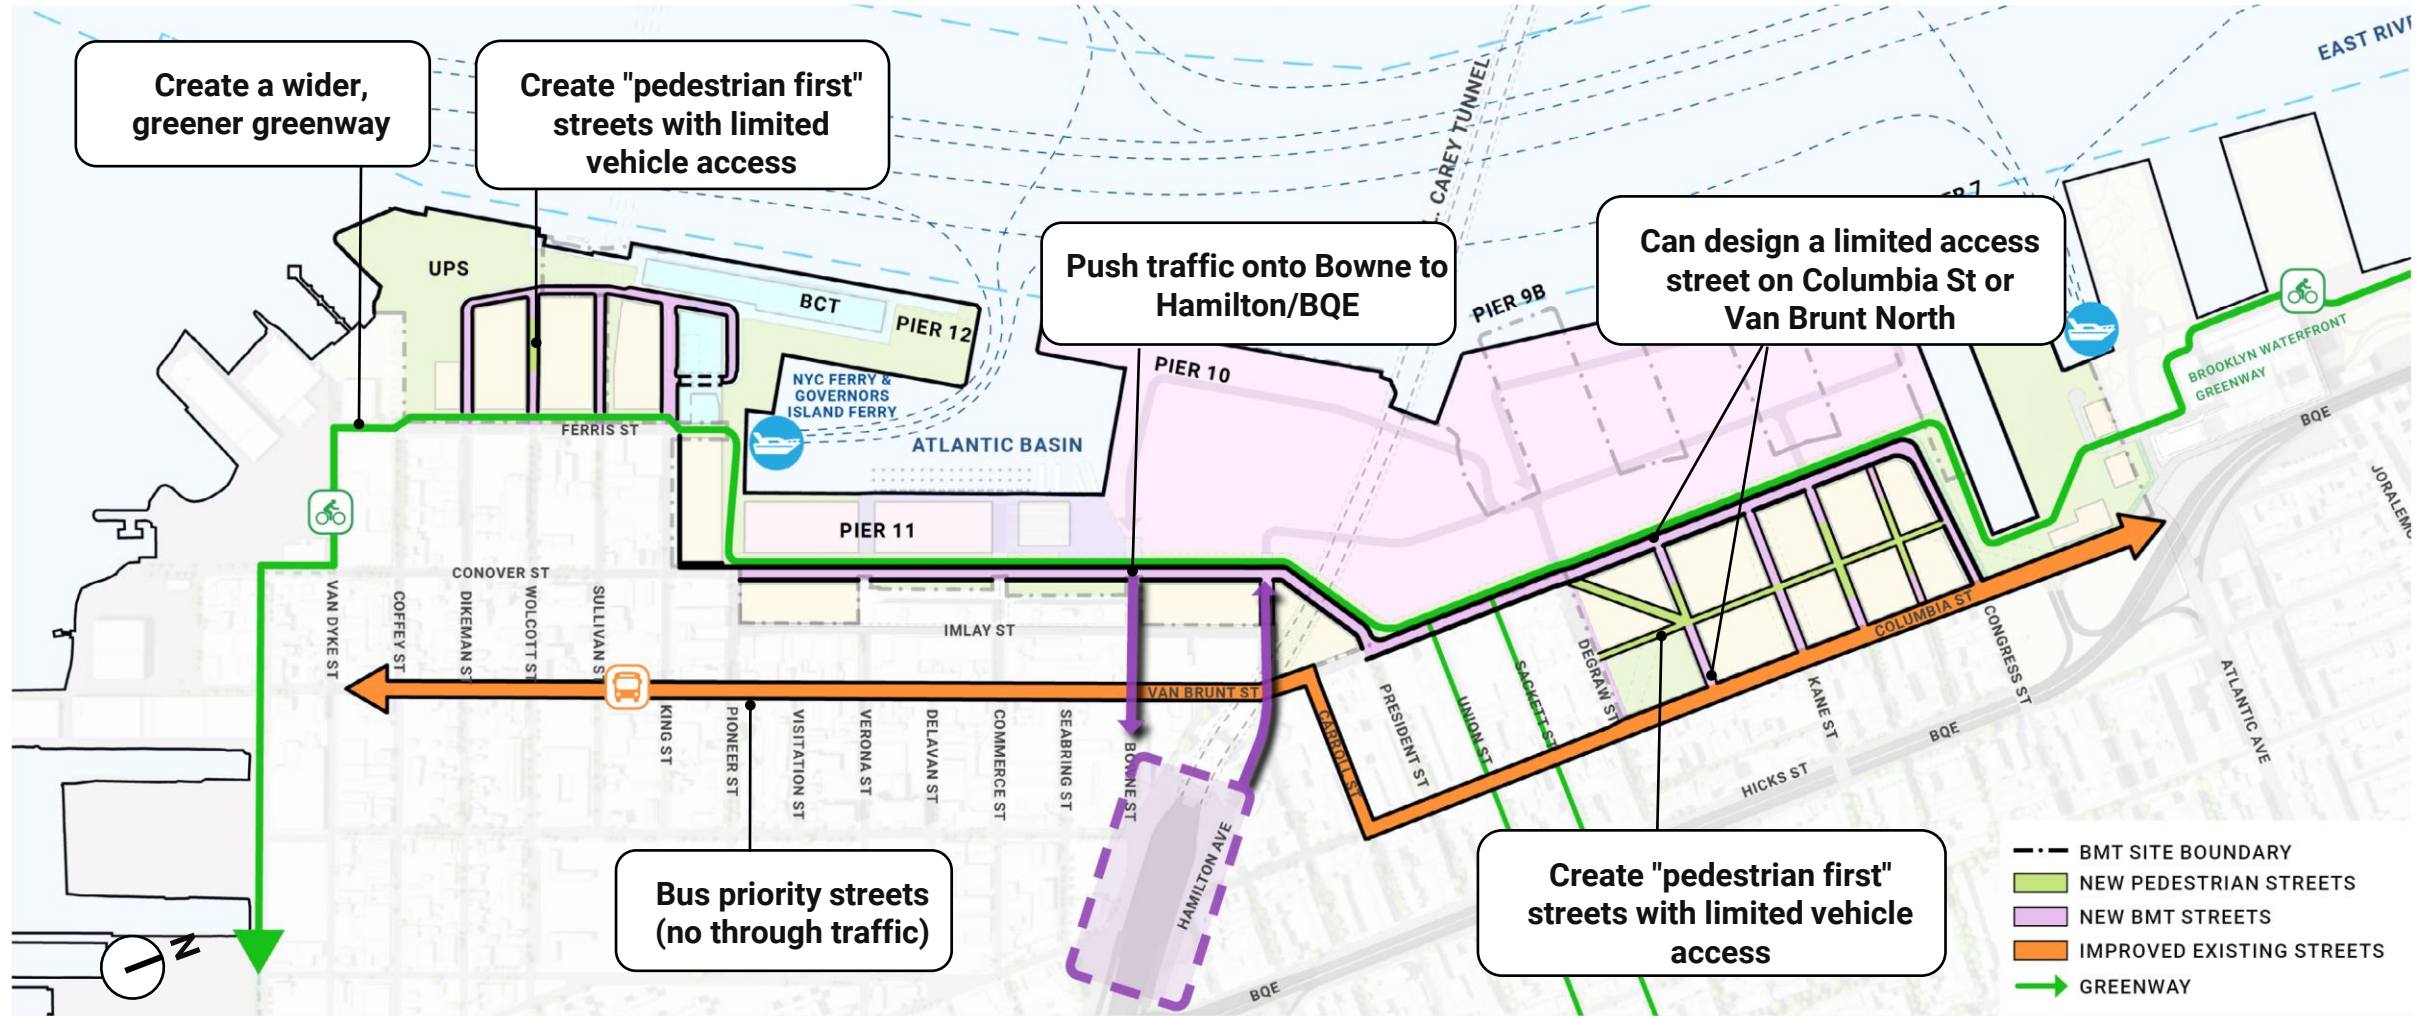 Create a wider,
greener greenway
Create "pedestrian first"
streets with limited
vehicle access
Push traffic onto Bowne to
Hamilton/BQE
Can design a limited access
street on Columbia St or
Van Brunt North
EAST RIVE
. CAREY TUNNEL
ER 7
UPS
BCT
PIER 12
PIER 9B
PIER 10
NYC FERRY &
GOVERNORS
ISLAND FERRY
ATLANTIC BASIN
BROOKLYN WATERFRONT
GREENWAY
BQE
FERRIS ST
PIER 11
CONOVER ST
IMLAY ST
JORALEMO
VAN DYKE ST
COFFEY ST
DIKEMAN ST
WOLCOTT ST
SULLIVAN S
COLUMBIA ST
CONGRESS ST
DEGRAW ST
SACKETT ST
UNION ST
PRESIDENT ST
CARROLL ST
KANE ST
ATLANTIC AVE
VAN BRUNT ST
KING ST
PIONEER ST
VISITATION ST
VERONA ST
DELAVAN ST
COMMERCE ST
SEABRING ST
BOWNE ST
HAMILTON AVE
HICKS ST
BQE
BQE
Bus priority streets
(no through traffic)
Create "pedestrian first"
streets with limited vehicle
access
N
BMT SITE BOUNDARY
NEW PEDESTRIAN STREETS
NEW BMT STREETS
IMPROVED EXISTING STREETS
GREENWAY